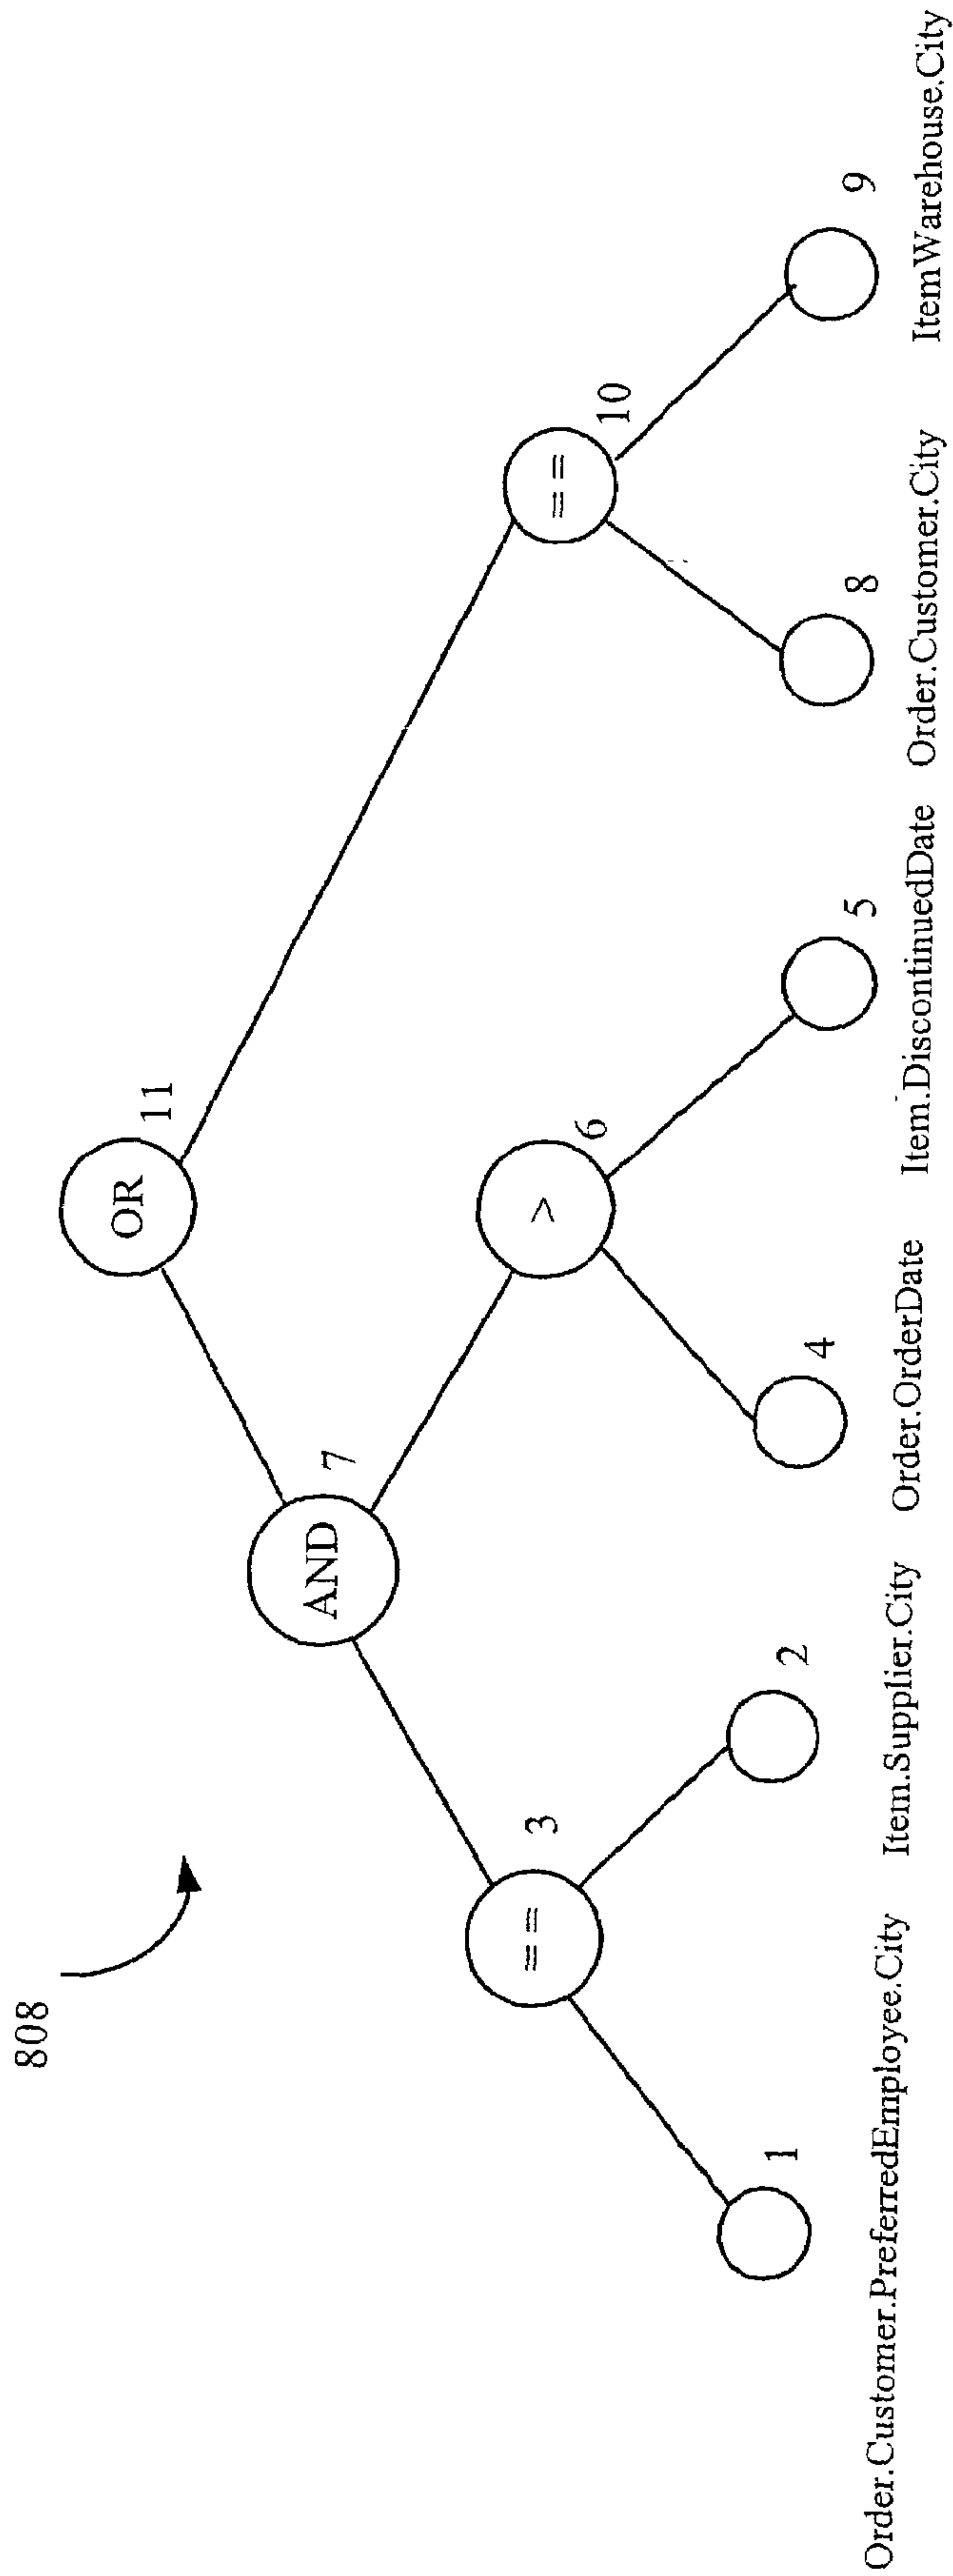 808
OR
11
AND
7
==
3
>
6
==
10
1
2
4
5
8
9
Order.Customer.PreferredEmployee.City
Item.Supplier.City
Order.OrderDate
Item.DiscontinuedDate
Order.Customer.City
ItemWarehouse.City